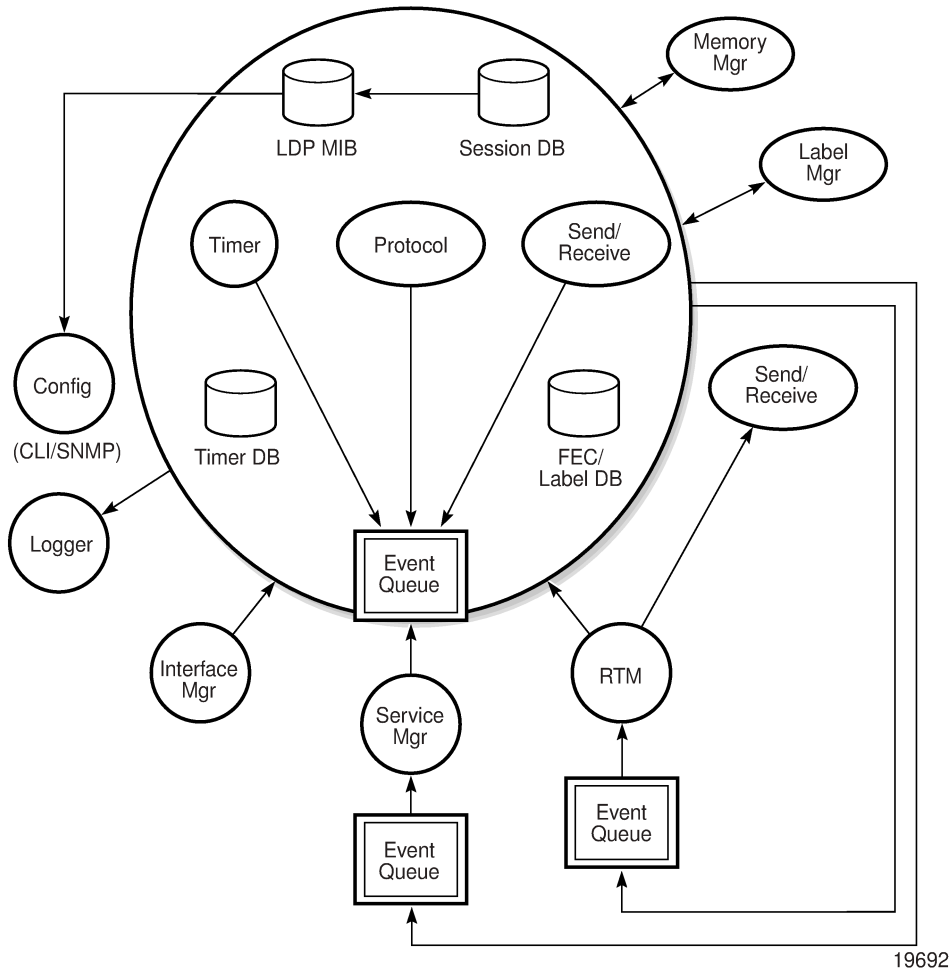 Memory
Mgr
LDP MIB
Session DB
Label
Mgr
Timer
Protocol
Send/
Receive
Config
(CLI/SNMP)
Timer DB
FEC/
Label DB
Send/
Receive
Logger
Event
Queue
Interface
Mgr
Service
Mgr
RTM
Event
Queue
Event
Queue
19692